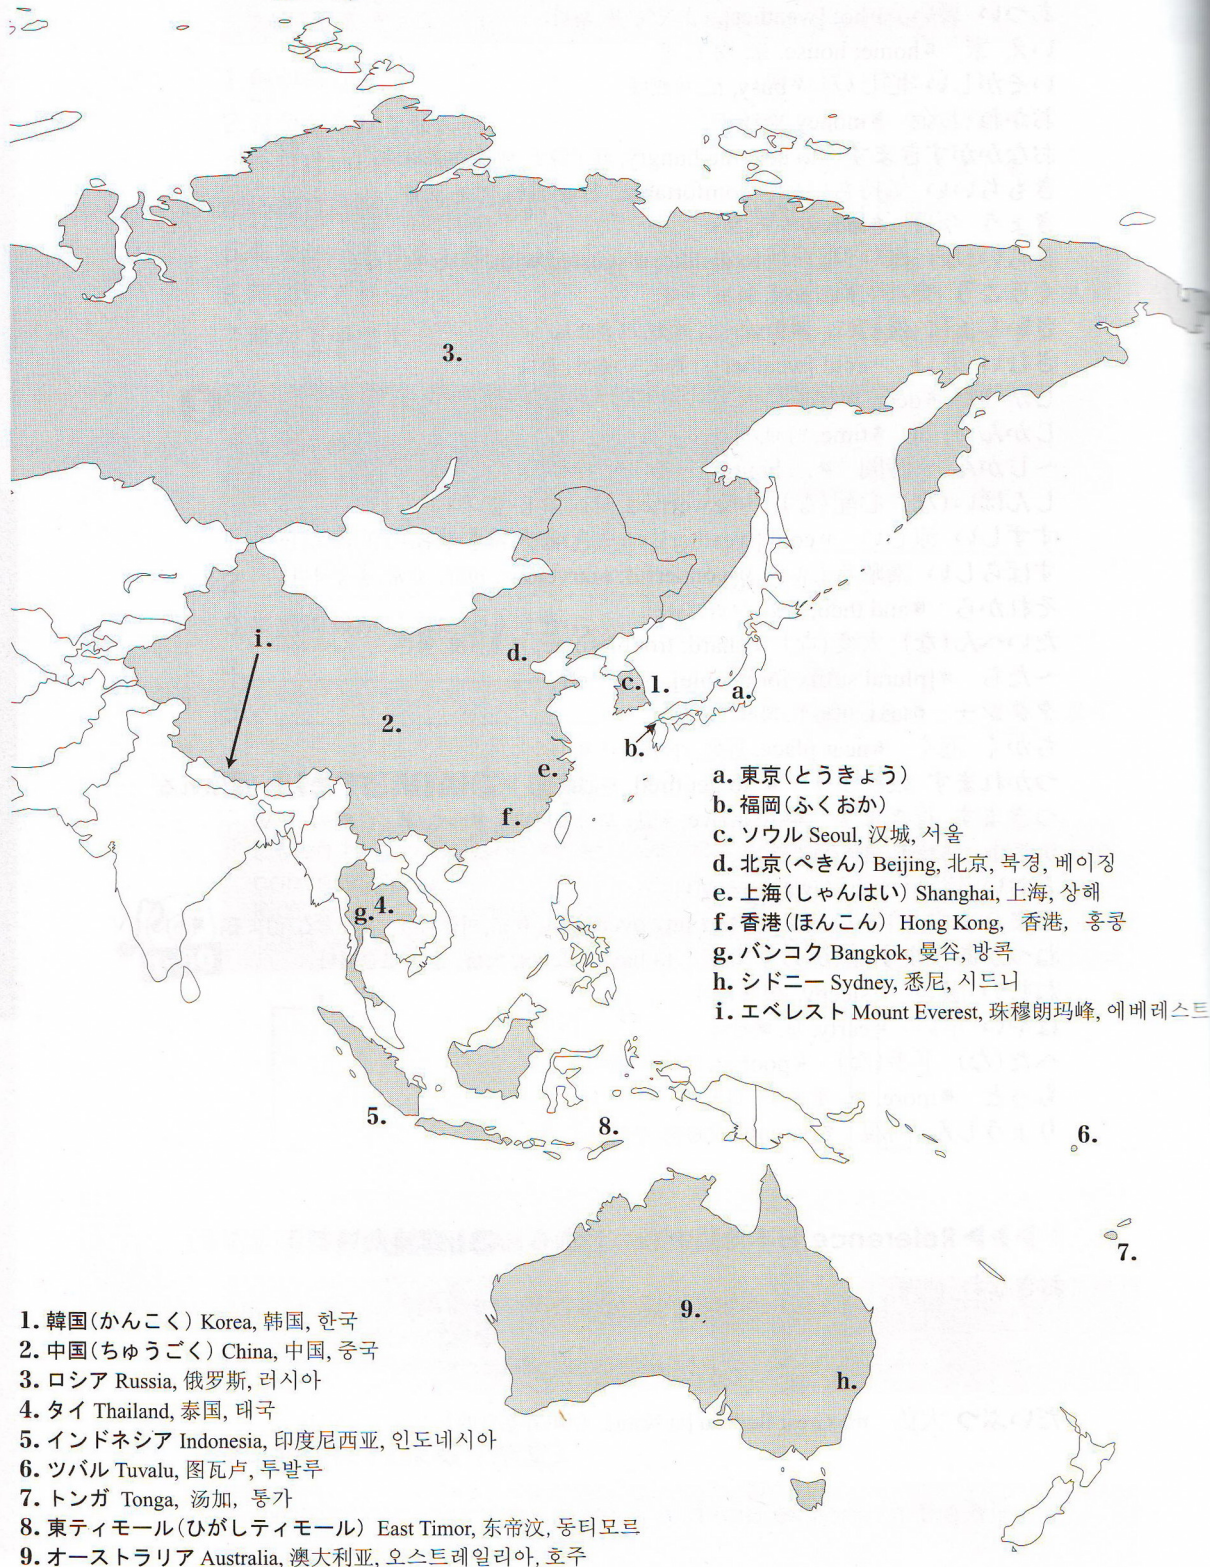 3.
i.
d.
c.
1.
a.
2.
b.
e.
f.
a. 東京(とうきょう)
b. 福岡(ふくおか)
c. ソウル Seoul, 汉城, 서울
d. 北京(ぺきん) Beijing, 北京, 북경, 베이징
e. 上海(しゃんはい) Shanghai, 上海, 상해
f. 香港(ほんこん) Hong Kong, 香港, 홍콩
g. バンコク Bangkok, 曼谷, 방콕
h. シドニー Sydney, 悉尼, 시드니
i. エベレスト Mount Everest, 珠穆朗玛峰, 에베레스트
g.
4.
5.
8.
6.
7.
9.
h.
1. 韓国(かんこく) Korea, 韩国, 한국
2. 中国(ちゅうごく) China, 中国, 중국
3. ロシア Russia, 俄罗斯, 러시아
4. タイ Thailand, 泰国, 태국
5. インドネシア Indonesia, 印度尼西亚, 인도네시아
6. ツバル Tuvalu, 图瓦卢, 투발루
7. トンガ Tonga, 汤加, 통가
8. 東ティモール(ひがしティモール) East Timor, 东帝汶, 동티모르
9. オーストラリア Australia, 澳大利亚, 오스트레일리아, 호주